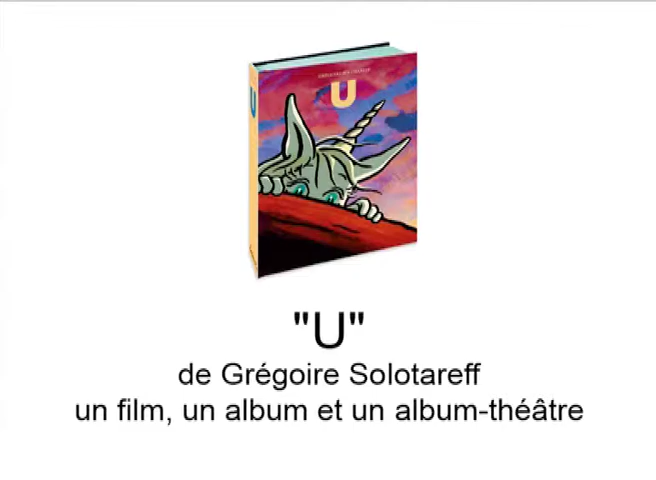 U
U
"U"
de Grégoire Solotareff
un film, un album et un album-théâtre